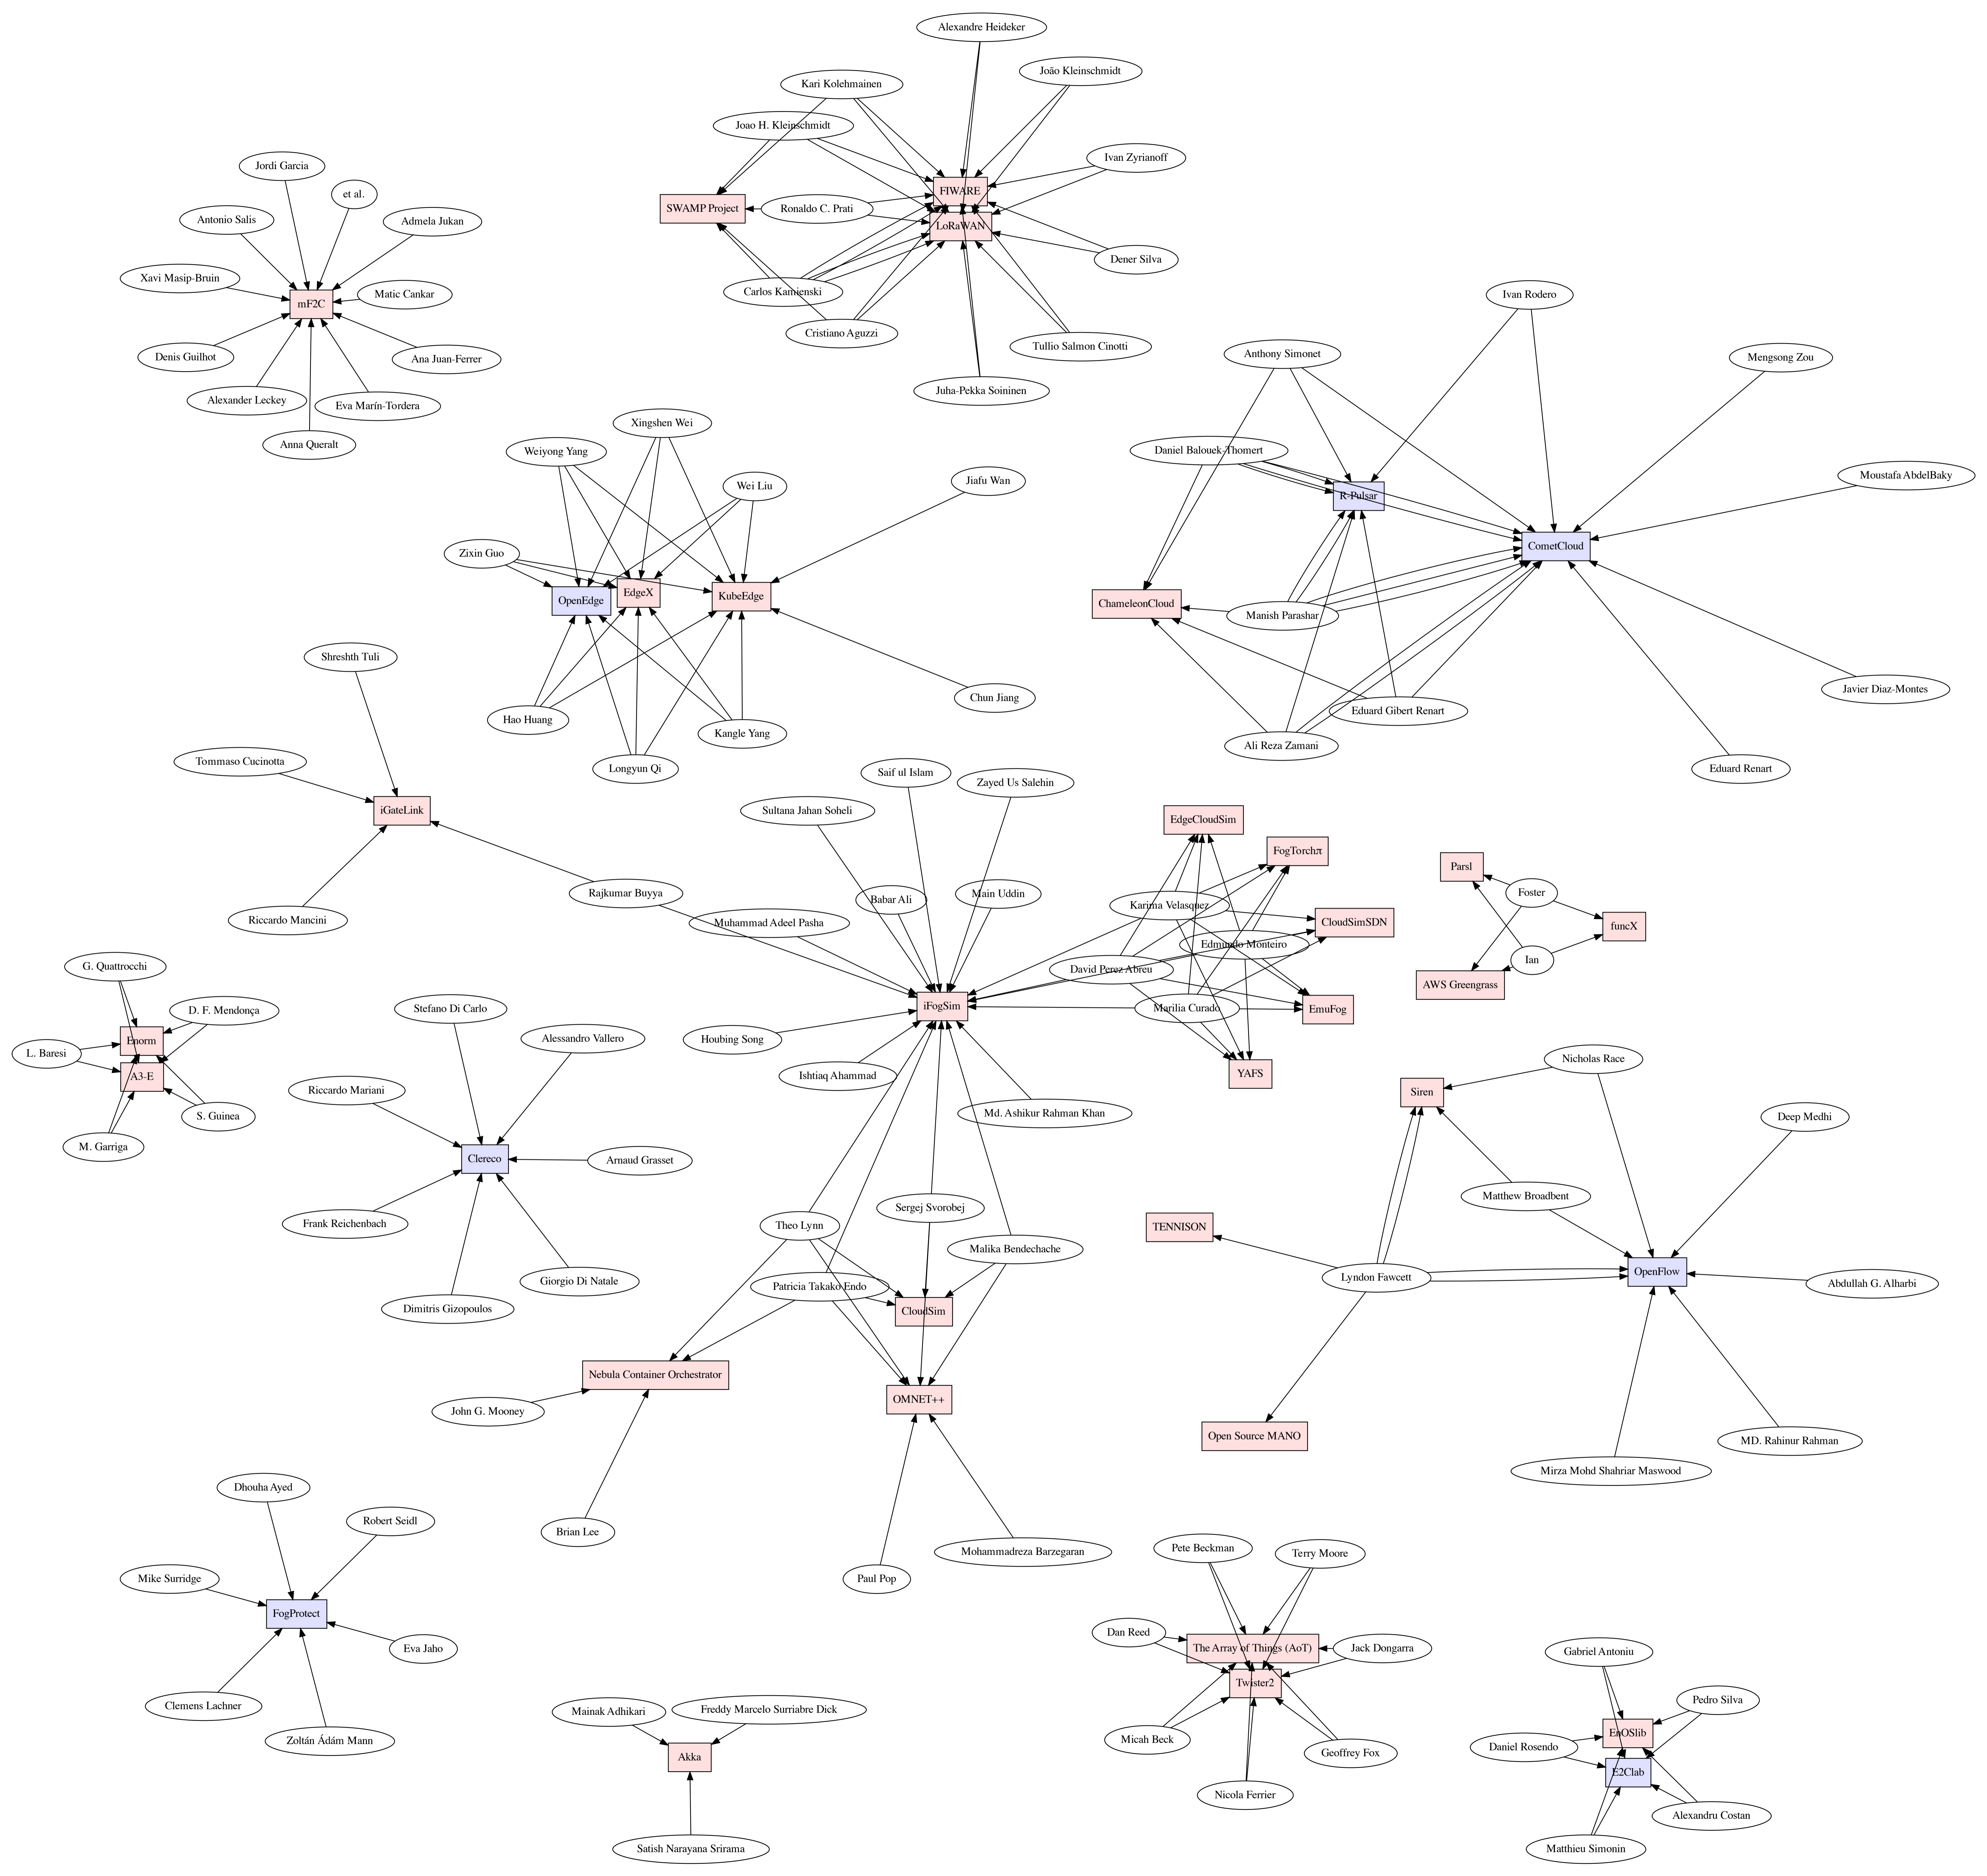 Alexandre Heideker
João Kleinschmidt
Kari Kolehmainen
Joao H. Kleinschmidt
Ivan Zyrianoff
FIWARE
SWAMP Project
Ronaldo C. Prati
LoRaWAN
Dener Silva
Carlos Kamienski
Cristiano Aguzzi
Tullio Salmon Cinotti
Juha-Pekka Soininen
Jordi Garcia
et al.
Antonio Salis
Admela Jukan
Xavi Masip-Bruin
Matic Cankar
mF2C
Denis Guilhot
Ana Juan-Ferrer
Alexander Leckey
Eva Marín-Tordera
Anna Queralt
Ivan Rodero
Anthony Simonet
Mengsong Zou
Daniel Balouek-Thomert
Moustafa AbdelBaky
R-Pulsar
CometCloud
ChameleonCloud
Manish Parashar
Javier Diaz-Montes
Eduard Gibert Renart
Ali Reza Zamani
Eduard Renart
Xingshen Wei
Weiyong Yang
Wei Liu
Jiafu Wan
Zixin Guo
OpenEdge
EdgeX
KubeEdge
Chun Jiang
Hao Huang
Kangle Yang
Longyun Qi
Shreshth Tuli
Tommaso Cucinotta
iGateLink
Riccardo Mancini
Rajkumar Buyya
Saif ul Islam
Zayed Us Salehin
Sultana Jahan Soheli
Babar Ali
Main Uddin
Muhammad Adeel Pasha
iFogSim
Houbing Song
Ishtiaq Ahammad
Md. Ashikur Rahman Khan
EdgeCloudSim
FogTorchπ
Karima Velasquez
CloudSimSDN
Edmundo Monteiro
David Perez Abreu
Marilia Curado
EmuFog
YAFS
Parsl
Foster
funcX
Ian
AWS Greengrass
G. Quattrocchi
D. F. Mendonça
Enorm
L. Baresi
A3-E
S. Guinea
M. Garriga
Stefano Di Carlo
Alessandro Vallero
Riccardo Mariani
Clereco
Arnaud Grasset
Frank Reichenbach
Giorgio Di Natale
Dimitris Gizopoulos
Nicholas Race
Siren
Deep Medhi
Matthew Broadbent
TENNISON
Lyndon Fawcett
OpenFlow
Abdullah G. Alharbi
Open Source MANO
MD. Rahinur Rahman
Mirza Mohd Shahriar Maswood
Sergej Svorobej
Theo Lynn
Malika Bendechache
Patricia Takako Endo
CloudSim
Nebula Container Orchestrator
OMNET++
John G. Mooney
Brian Lee
Mohammadreza Barzegaran
Paul Pop
Dhouha Ayed
Robert Seidl
Mike Surridge
FogProtect
Eva Jaho
Clemens Lachner
Zoltán Ádám Mann
Mainak Adhikari
Freddy Marcelo Surriabre Dick
Akka
Satish Narayana Srirama
Pete Beckman
Terry Moore
Dan Reed
The Array of Things (AoT)
Jack Dongarra
Twister2
Micah Beck
Geoffrey Fox
Nicola Ferrier
Gabriel Antoniu
Pedro Silva
EnOSlib
Daniel Rosendo
E2Clab
Alexandru Costan
Matthieu Simonin